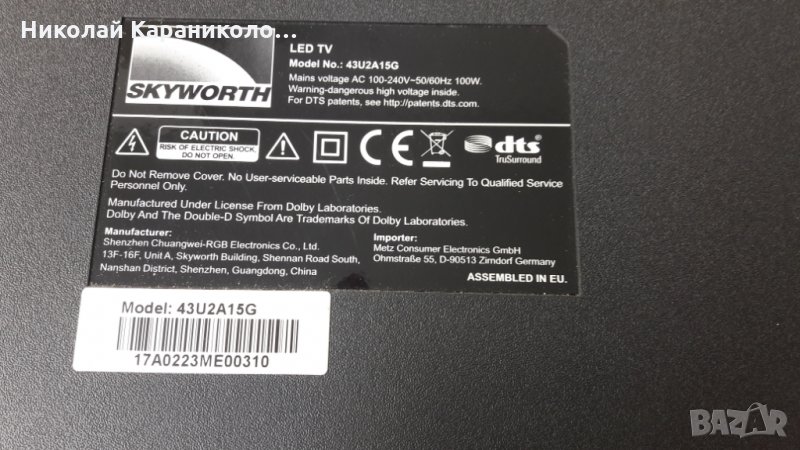 Николай Караниколов
SKYWORTH
LED TV
Model No.: 43U2A15G
Mains voltage AC 100-240V~50/60Hz 100W.
Warning-dangerous high voltage inside.
For DTS patents, see http://patents.dts.com.
CAUTION
RISK OF ELECTRIC SHOCK
DO NOT OPEN.
CE
dts
TruSurround
Do Not Remove Cover. No User-serviceable Parts Inside. Refer Servicing To Qualified Service
Personnel Only.
Manufactured Under License From Dolby Laboratories.
Dolby And The Double-D Symbol Are Trademarks Of Dolby Laboratories.
Manufacturer:
Shenzhen Chuangwei-RGB Electronics Co., Ltd.
13F-16F, Unit A, Skyworth Building, Shennan Road South,
Nanshan District, Shenzhen, Guangdong, China
Importer:
Metz Consumer Electronics GmbH
Ohmstraße 55, D-90513 Zirndorf Germany
ASSEMBLED IN EU.
Model: 43U2A15G
17A0223ME00310
BAZAR